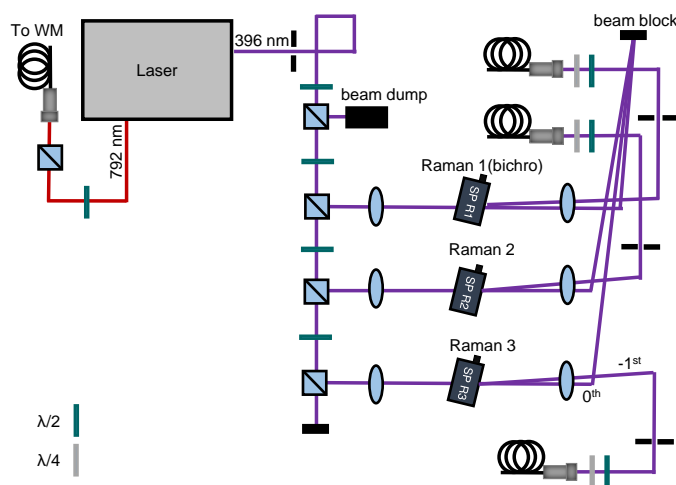 To WM
Laser
396 nm
792 nm
beam dump
beam block
Raman 1(bichro)
SP R1
Raman 2
SP R2
Raman 3
SP R3
-1st
0th
λ/2
λ/4